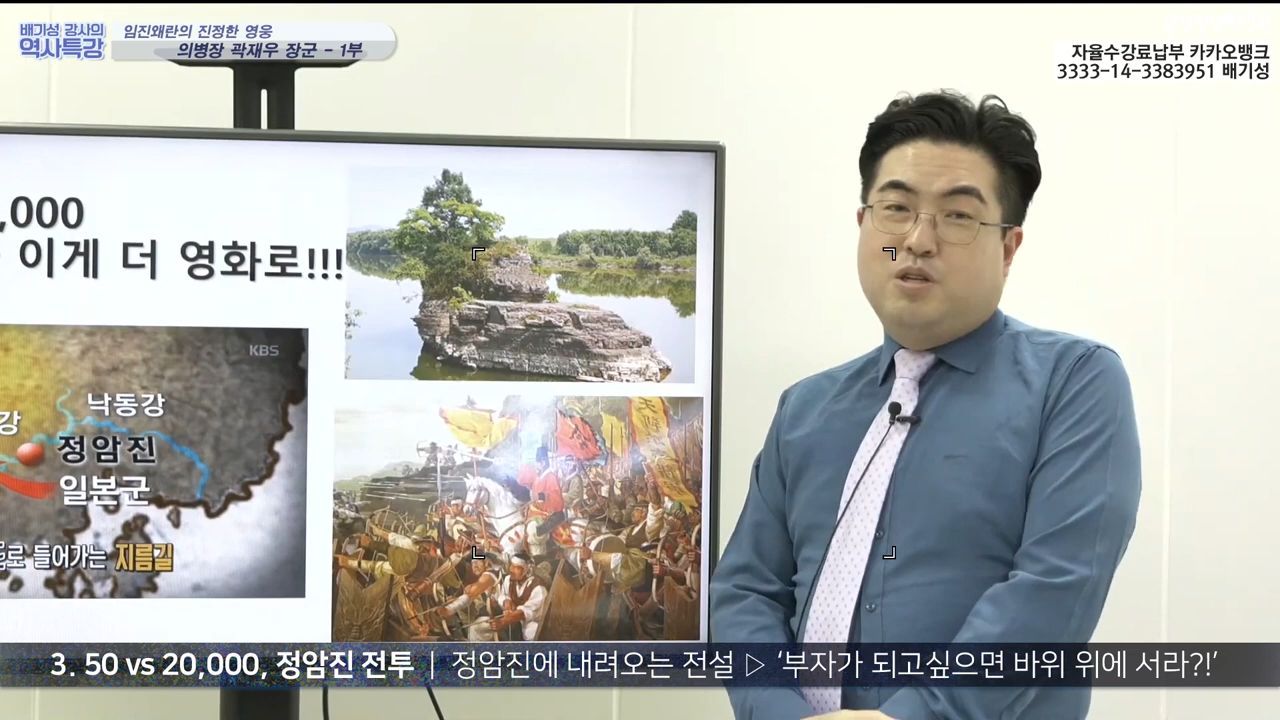 배기성 강사의
역사특강
임진왜란의 진정한 영웅
의병장 곽재우 장군 - 1부
자율수강료납부 카카오뱅크
3333-14-3383951 배기성
,000
이게 더 영화로!!!
KBS
낙동강
강
정암진
일본군
로 들어가는 지름길
3. 50 vs 20,000, 정암진 전투 | 정암진에 내려오는 전설 ▷ ‘부자가 되고싶으면 바위 위에 서라?!’